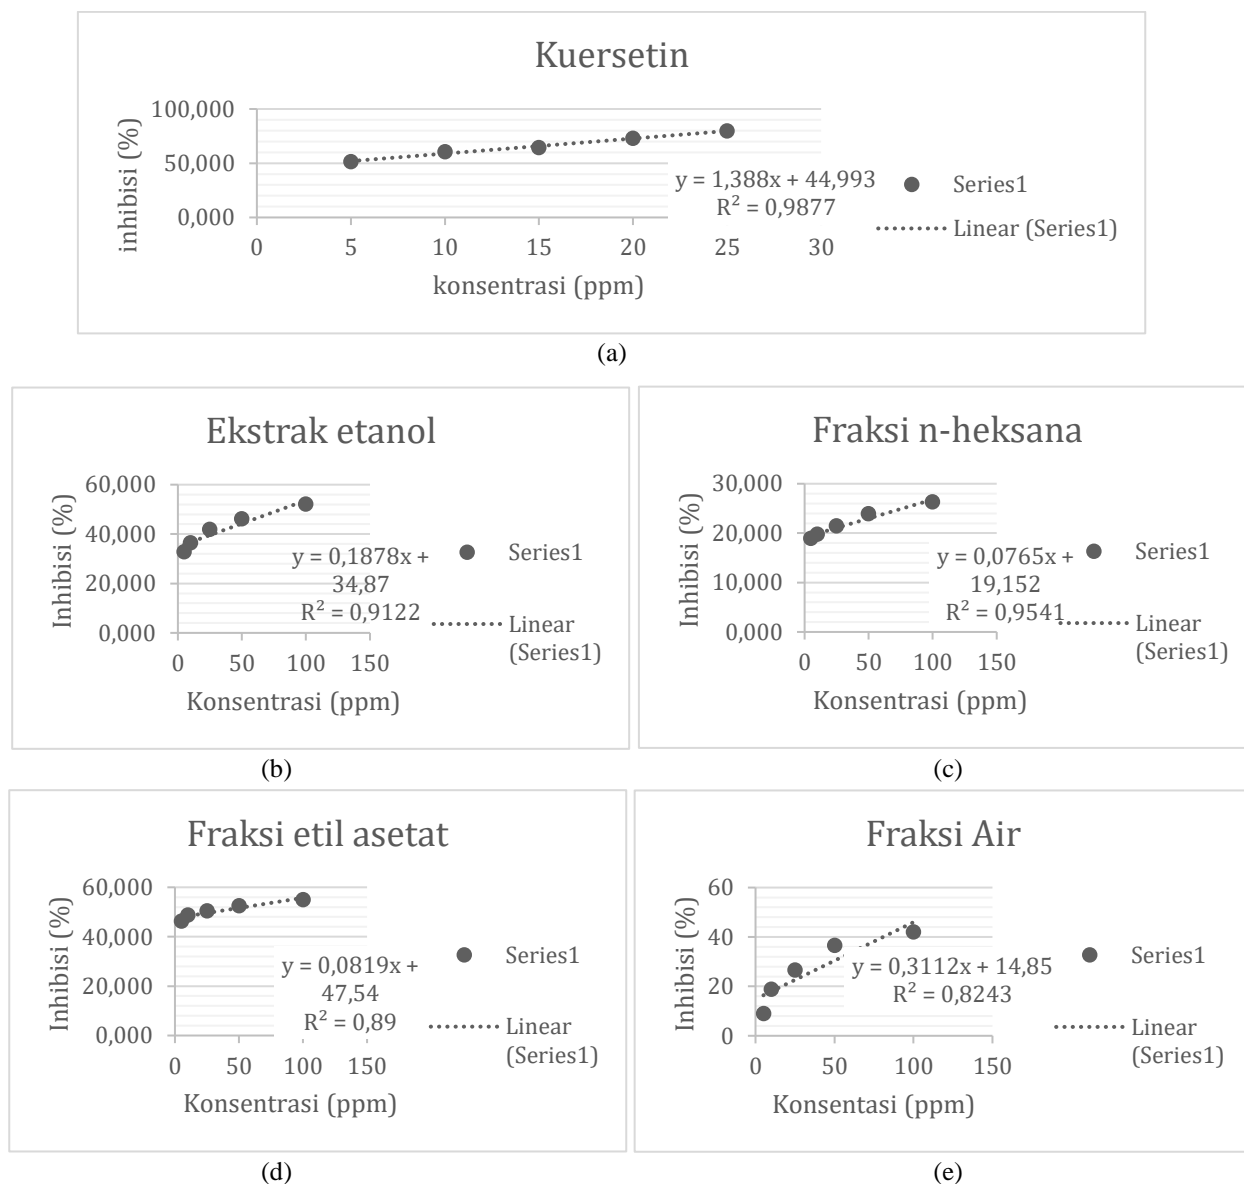 Kuersetin
100,000
50,000
0,000
inhibisi (%)
0 5 10 15 20 25 30
konsentrasi (ppm)
y = 1,388x + 44,993
R² = 0,9877
Series1
Linear (Series1)
(a)
Ekstrak etanol
60,000
40,000
20,000
0,000
Inhibisi (%)
0 50 100 150
Konsentrasi (ppm)
y = 0,1878x +
34,87
R² = 0,9122
Series1
Linear
(Series1)
(b)
Fraksi n-heksana
30,000
20,000
10,000
0,000
Inhibisi (%)
0 50 100 150
Konsentrasi (ppm)
y = 0,0765x +
19,152
R² = 0,9541
Series1
Linear
(Series1)
(c)
Fraksi etil asetat
60,000
40,000
20,000
0,000
Inhibisi (%)
0 50 100 150
Konsentrasi (ppm)
y = 0,0819x +
47,54
R² = 0,89
Series1
Linear
(Series1)
(d)
Fraksi Air
60
40
20
0
Inhibisi (%)
0 50 100 150
Konsentasi (ppm)
y = 0,3112x + 14,85
R² = 0,8243
Series1
Linear
(Series1)
(e)